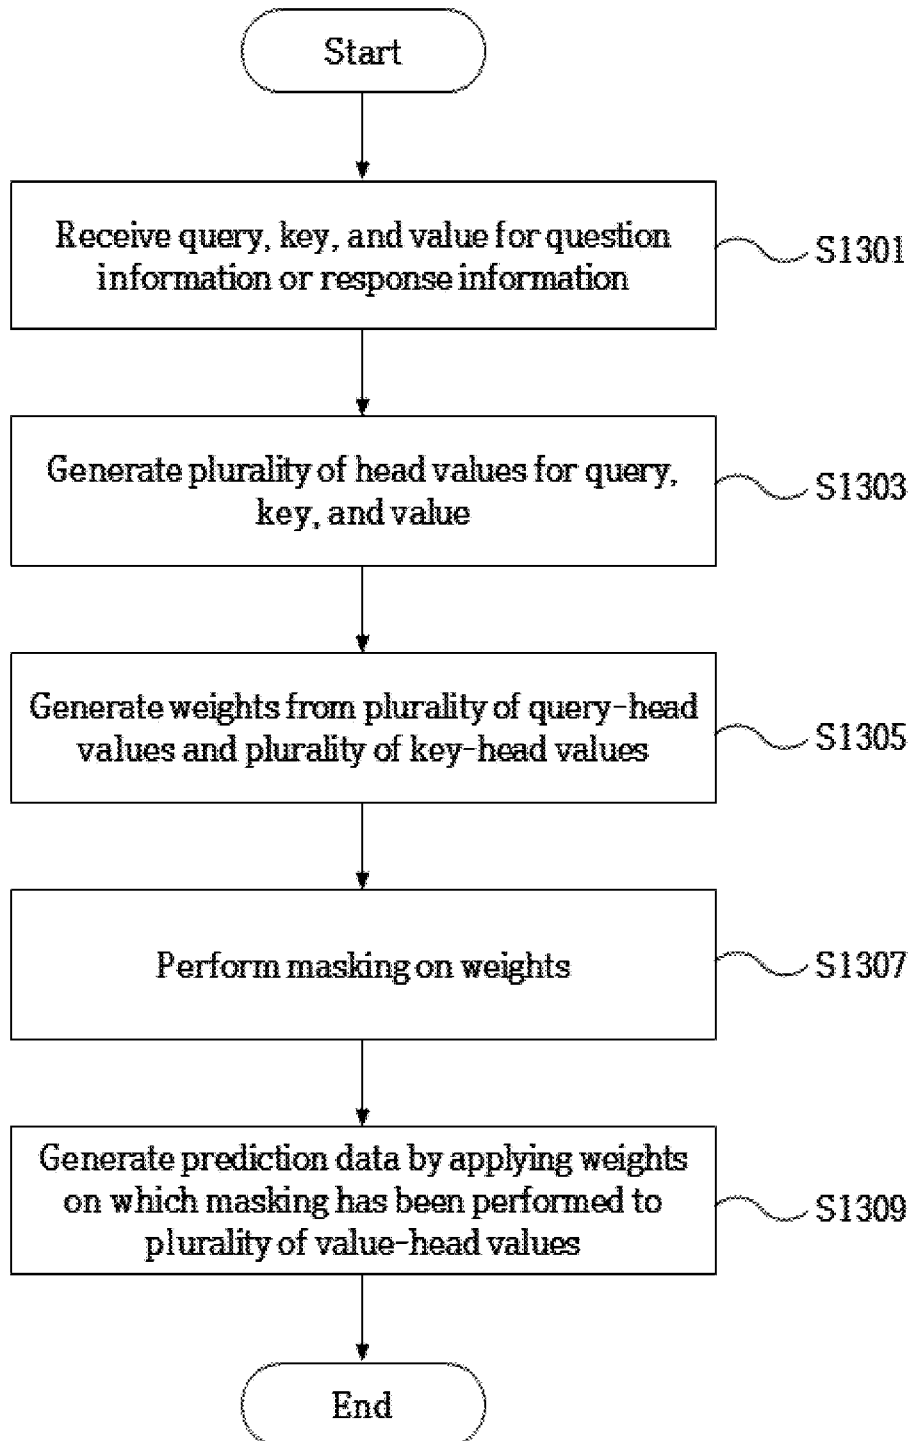 Start
Receive query, key, and value for question
information or response information
S1301
Generate plurality of head values for query,
key, and value
S1303
Generate weights from plurality of query-head
values and plurality of key-head values
S1305
Perform masking on weights
S1307
Generate prediction data by applying weights
on which masking has been performed to
plurality of value-head values
S1309
End